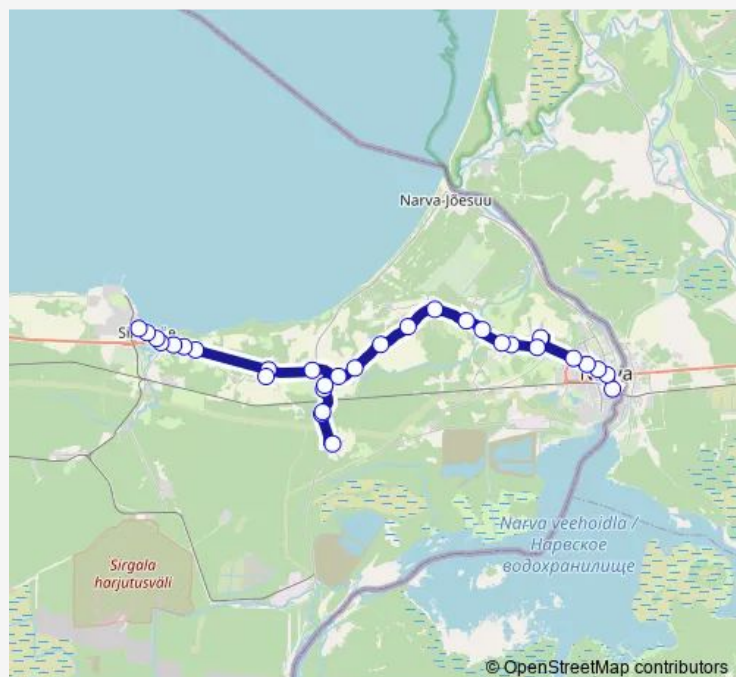 Narva-Jõesuu
Narva veehoidla /
Нарвское
водохранилище
Sirgala
harjutusväli
© OpenStreetMap contributors